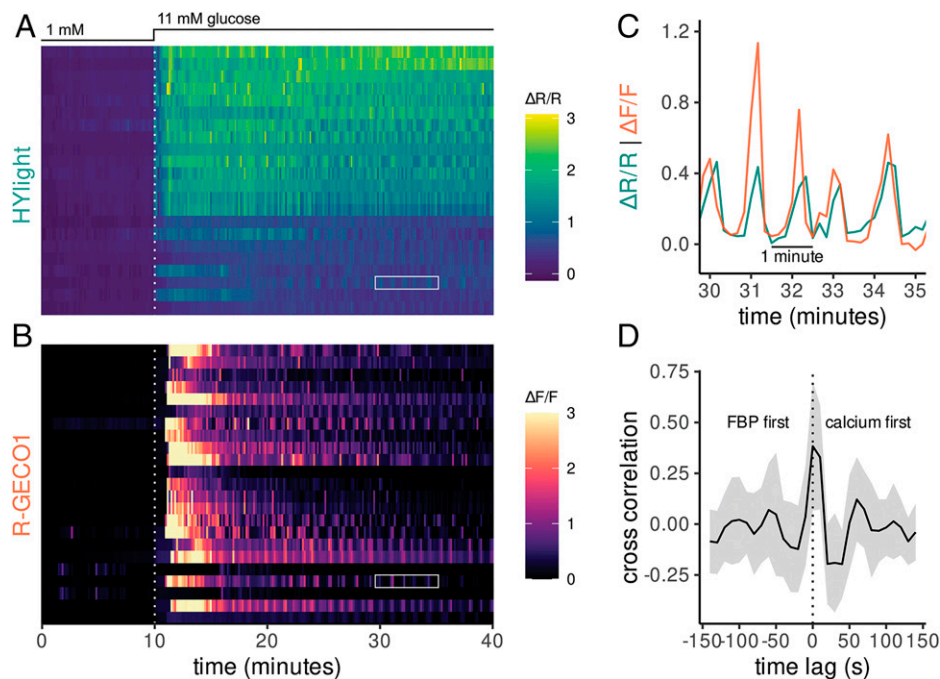 A
1 mM
11 mM glucose
HYlight
ΔR/R
3
2
1
0
B
R-GECO1
ΔF/F
3
2
1
0
0 10 20 30 40
time (minutes)
C
ΔR/R | ΔF/F
1.2
0.8
0.4
0.0
1 minute
30 31 32 33 34 35
time (minutes)
D
cross correlation
0.75
0.50
0.25
0.00
-0.25
FBP first
calcium first
-150 -100 -50 0 50 100 150
time lag (s)